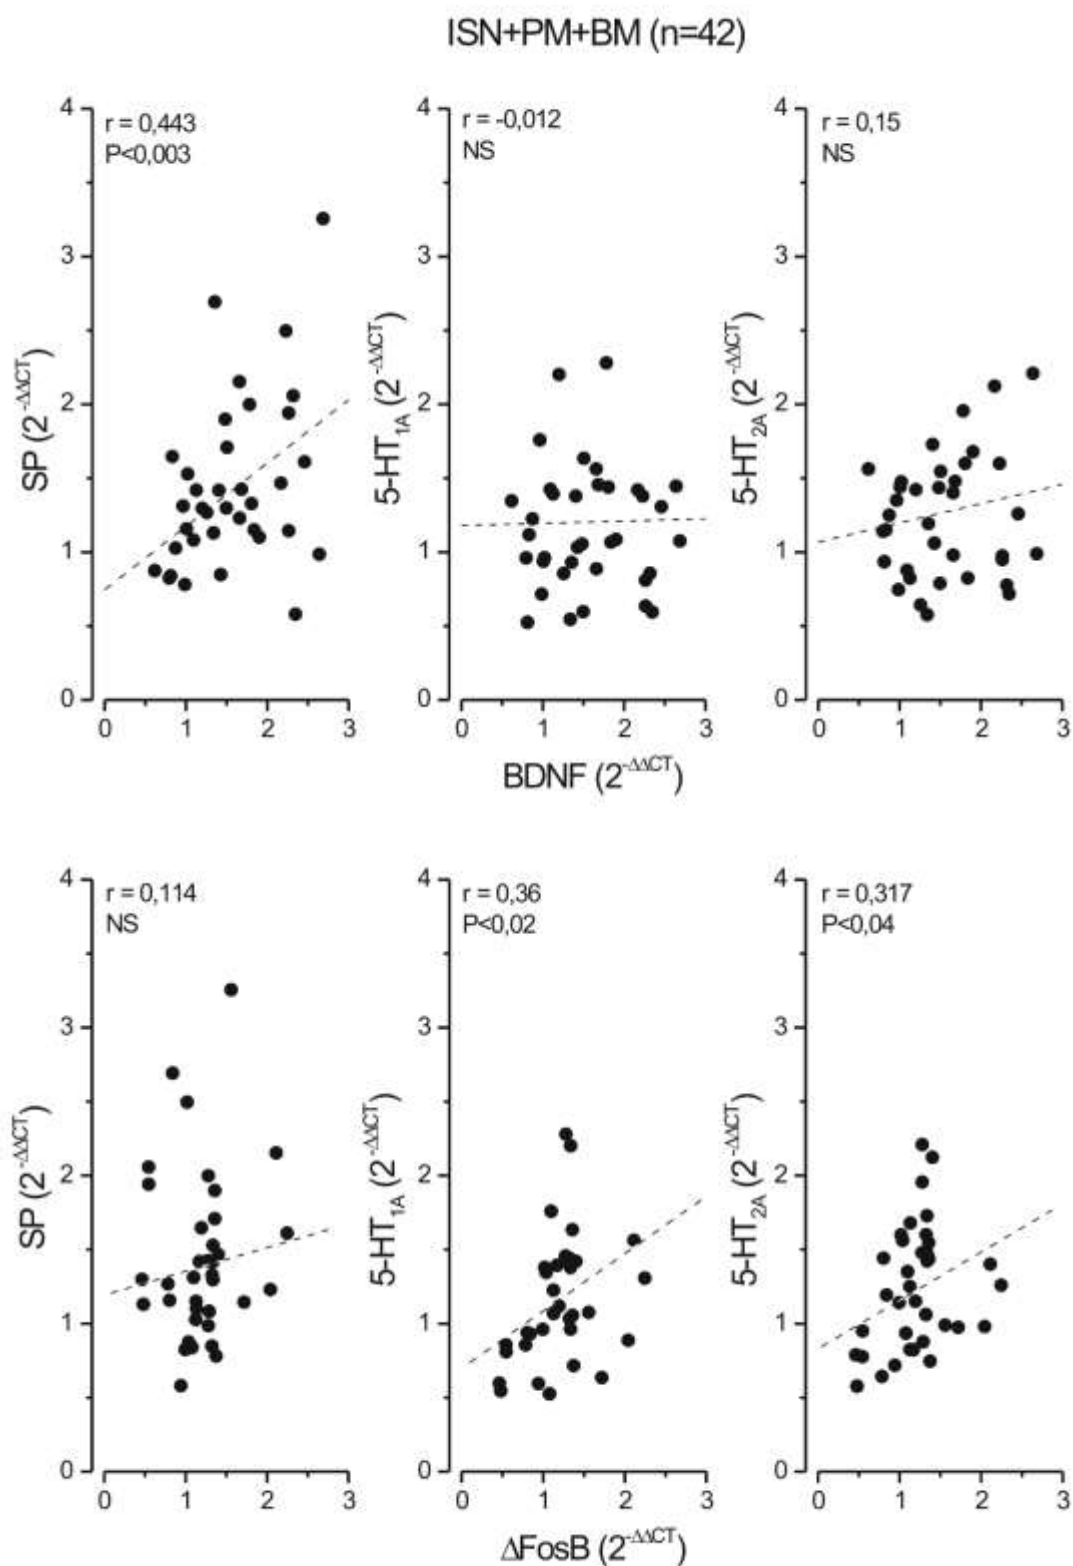 ISN+PM+BM (n=42)
r = 0,443
P<0,003
r = -0,012
NS
r = 0,15
NS
SP (2^-ΔΔCT)
4
3
2
1
0
0 1 2 3
5-HT1A (2^-ΔΔCT)
4
3
2
1
0
0 1 2 3
5-HT2A (2^-ΔΔCT)
4
3
2
1
0
0 1 2 3
BDNF (2^-ΔΔCT)
r = 0,114
NS
r = 0,36
P<0,02
r = 0,317
P<0,04
SP (2^-ΔΔCT)
4
3
2
1
0
0 1 2 3
5-HT1A (2^-ΔΔCT)
4
3
2
1
0
0 1 2 3
5-HT2A (2^-ΔΔCT)
4
3
2
1
0
0 1 2 3
ΔFosB (2^-ΔΔCT)